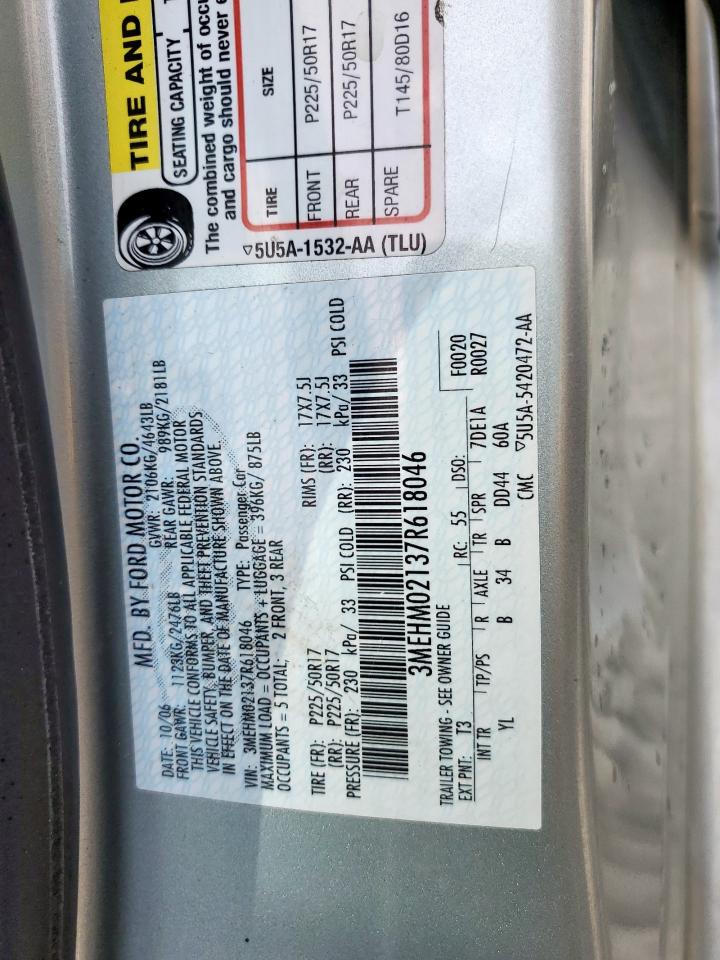 TIRE AND
SEATING CAPACITY
The combined weight of
and cargo should never
TIRE SIZE
FRONT P225/50R17
REAR P225/50R17
SPARE T145/80D16
▽5U5A-1532-AA (TLU)
MFD. BY FORD MOTOR CO.
DATE: 10/06 GVWR: 2106KG/4643LB
FRONT GAWR: 1123KG/2476LB REAR GAWR: 989KG/2181LB
THIS VEHICLE CONFORMS TO ALL APPLICABLE FEDERAL MOTOR
VEHICLE SAFETY, BUMPER, AND THEFT PREVENTION STANDARDS
IN EFFECT ON THE DATE OF MANUFACTURE SHOWN ABOVE.
VIN: 3MEHM02137R618046 TYPE: Passenger Car
MAXIMUM LOAD = OCCUPANTS + LUGGAGE = 396KG/ 875LB
OCCUPANTS = 5 TOTAL; 2 FRONT, 3 REAR
TIRE (FR): P225/50R17 RIMS (FR): 17X7.5J
(RR): P225/50R17 (RR): 17X7.5J
PRESSURE (FR): 230 kPa/ 33 PSI COLD (RR): 230 kPa/ 33 PSI COLD
3MEHM02137R618046
TRAILER TOWING - SEE OWNER GUIDE F0020
EXT PNT: T3 RC: 55 DSO: R0027
INT TR TP/PS R AXLE TR SPR 7DE1A
YL B 34 B DD44 60A
CMC ▽5U5A-5420472-AA